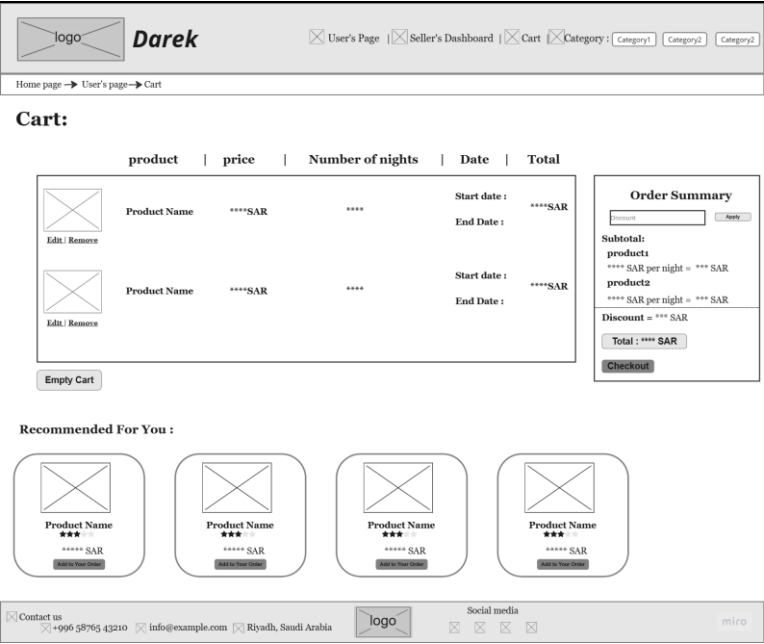 logo Darek User's Page | Seller's Dashboard | Cart | Category : Category1 Category2 Category2
Home page User's page Cart
Cart:
product | price | Number of nights | Date | Total
Product Name ****SAR **** Start date : ****SAR
End Date :
Edit | Remove
Product Name ****SAR **** Start date : ****SAR
End Date :
Edit | Remove
Empty Cart
Order Summary
Discount Apply
Subtotal:
product1
**** SAR per night = *** SAR
product2
**** SAR per night = *** SAR
Discount = *** SAR
Total : **** SAR
Checkout
Recommended For You :
Product Name
***** SAR
Add to Your Order
Product Name
***** SAR
Add to Your Order
Product Name
***** SAR
Add to Your Order
Product Name
***** SAR
Add to Your Order
Contact us
+996 58765 43210 info@example.com Riyadh, Saudi Arabia
logo
Social media
miro